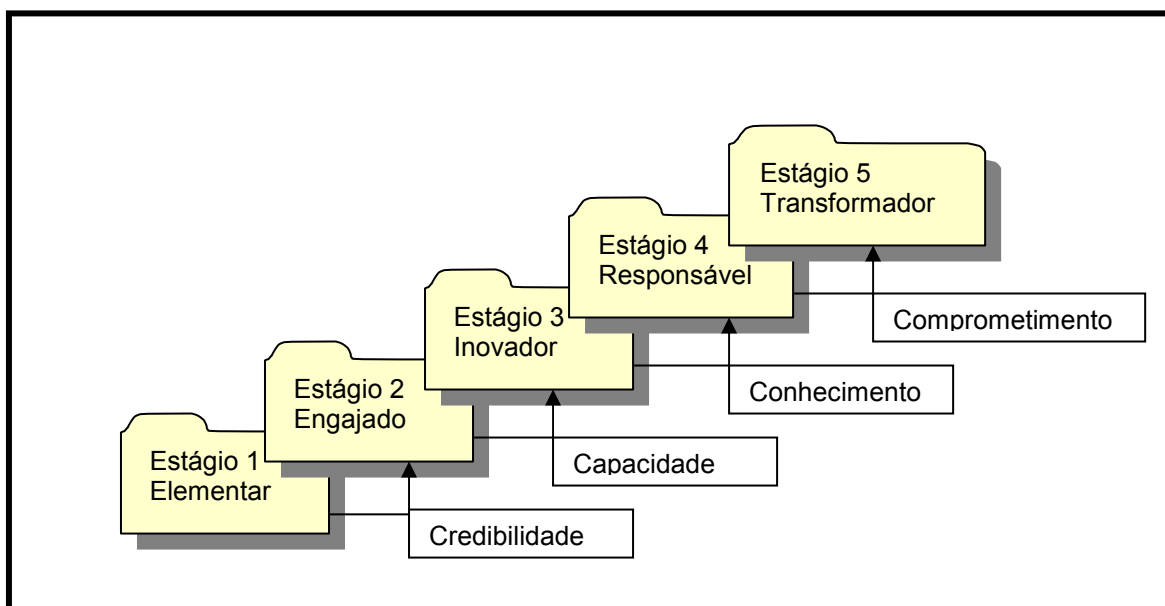 Estágio 5
Transformador
Estágio 4
Responsável
Comprometimento
Estágio 3
Inovador
Conhecimento
Estágio 2
Engajado
Capacidade
Estágio 1
Elementar
Credibilidade